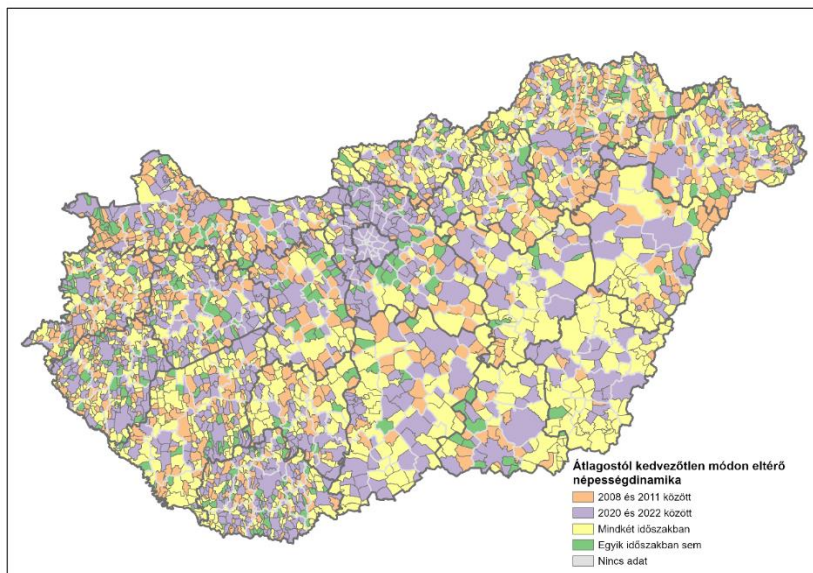 Átlagostól kedvezőtlen módon eltérő
népességdinamika
2008 és 2011 között
2020 és 2022 között
Mindkét időszakban
Egyik időszakban sem
Nincs adat